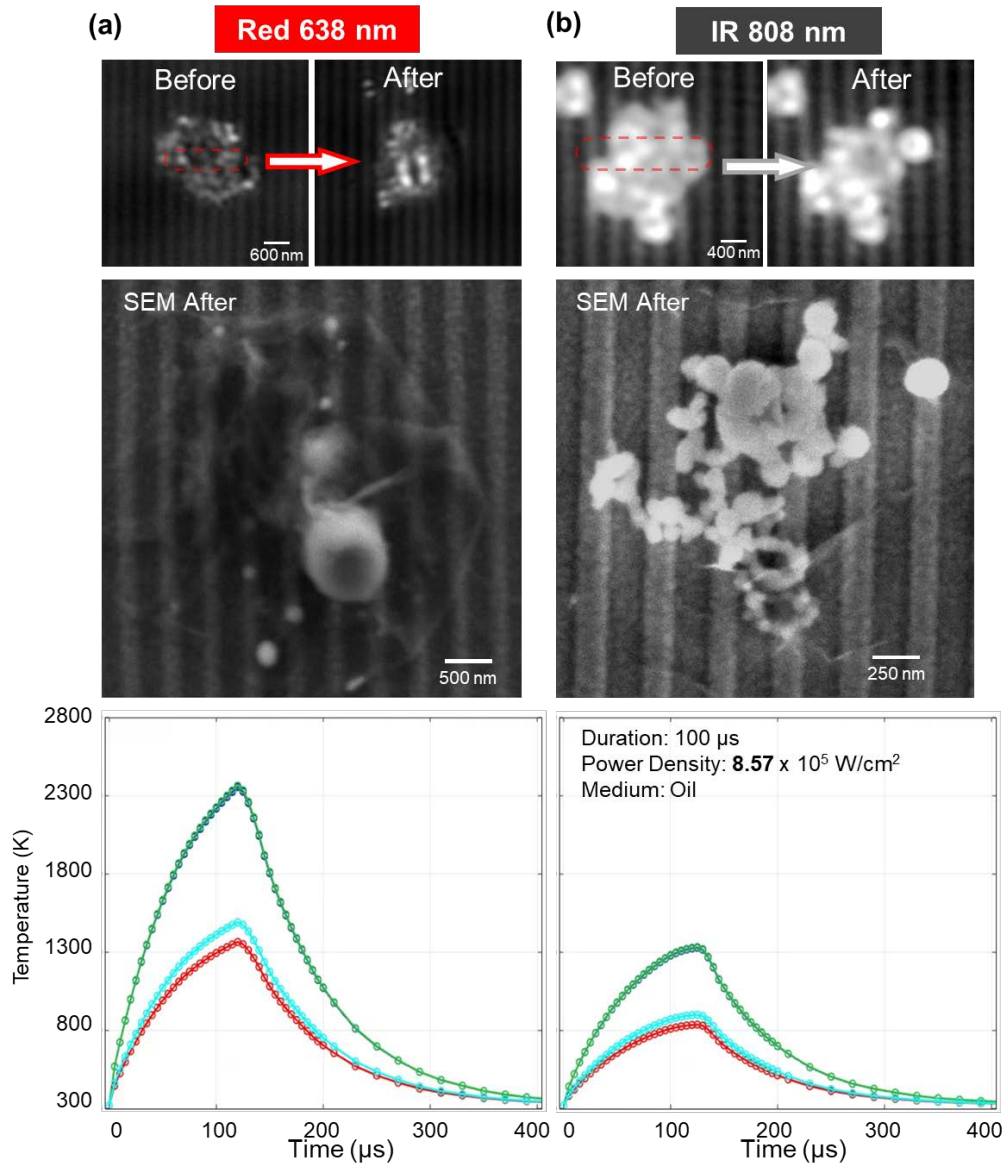 (a)
Red 638 nm
(b)
IR 808 nm
Before
After
600 nm
Before
After
400 nm
SEM After
500 nm
SEM After
250 nm
2800
2300
1800
1300
800
300
Temperature (K)
0 100 200 300 400
Time (μs)
Duration: 100 μs
Power Density: 8.57 x 10⁵ W/cm²
Medium: Oil
0 100 200 300 400
Time (μs)